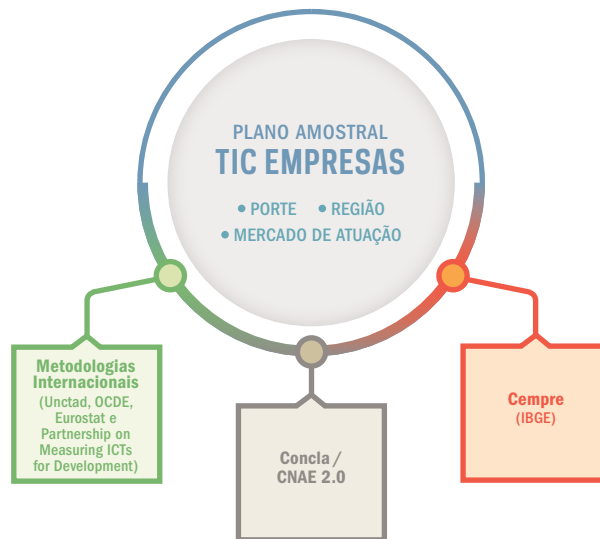 PLANO AMOSTRAL
TIC EMPRESAS
• PORTE • REGIÃO
• MERCADO DE ATUAÇÃO
Metodologias
Internacionais
(Unctad, OCDE,
Eurostat e
Partnership on
Measuring ICTs
for Development)
Concla /
CNAE 2.0
Cempre
(IBGE)